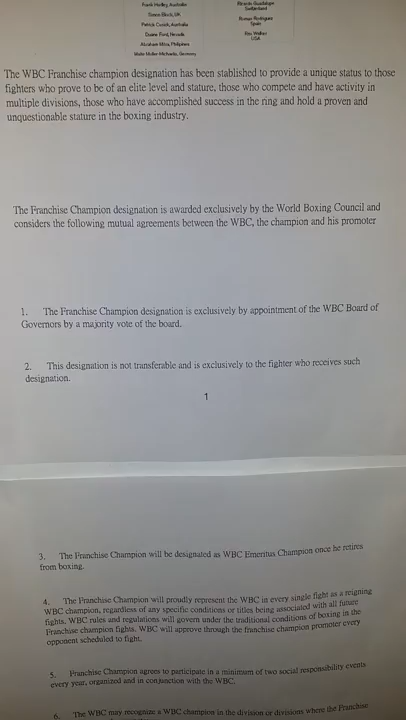 Frank Hadley, Australia
Simon Block, UK
Patrick Cusick, Australia
Duane Ford, Nevada
Abraham Mitra, Philippines
Malte Muller-Michaelis, Germany
Ricardo Guadalupe
Switzerland
Roman Rodriguez
Spain
Rex Walker
USA
The WBC Franchise champion designation has been stablished to provide a unique status to those
fighters who prove to be of an elite level and stature, those who compete and have activity in
multiple divisions, those who have accomplished success in the ring and hold a proven and
unquestionable stature in the boxing industry.
The Franchise Champion designation is awarded exclusively by the World Boxing Council and
considers the following mutual agreements between the WBC, the champion and his promoter
1. The Franchise Champion designation is exclusively by appointment of the WBC Board of
Governors by a majority vote of the board.
2. This designation is not transferable and is exclusively to the fighter who receives such
designation.
1
3. The Franchise Champion will be designated as WBC Emeritus Champion once he retires
from boxing.
4. The Franchise Champion will proudly represent the WBC in every single fight as a reigning
WBC champion, regardless of any specific conditions or titles being associated with all future
fights. WBC rules and regulations will govern under the traditional conditions of boxing in the
Franchise champion fights. WBC will approve through the franchise champion promoter every
opponent scheduled to fight.
5. Franchise Champion agrees to participate in a minimum of two social responsibility events
every year, organized and in conjunction with the WBC.
6. The WBC may recognize a WBC champion in the division or divisions where the Franchise